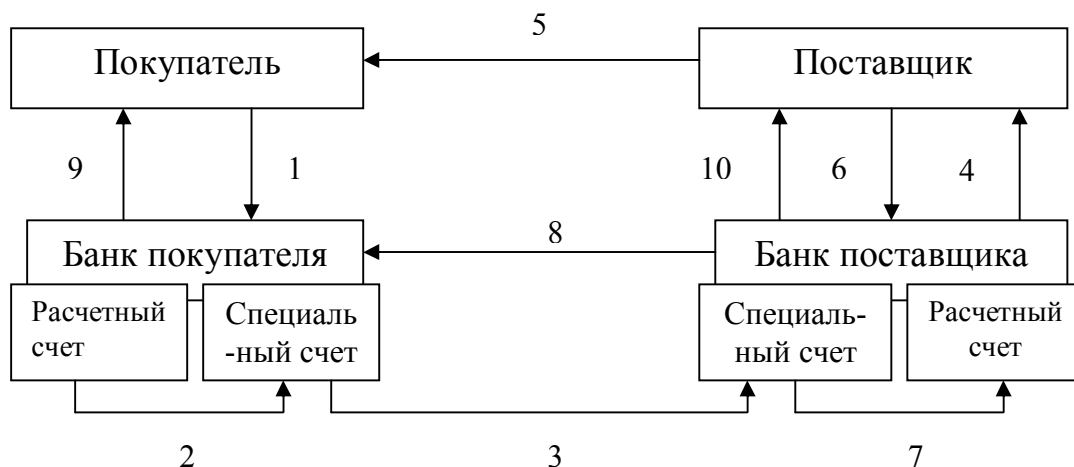 5
Покупатель
Поставщик
9
1
10
6
4
8
Банк покупателя
Банк поставщика
Расчетный
счет
Специаль
-ный счет
Специаль-
ный счет
Расчетный
счет
2
3
7